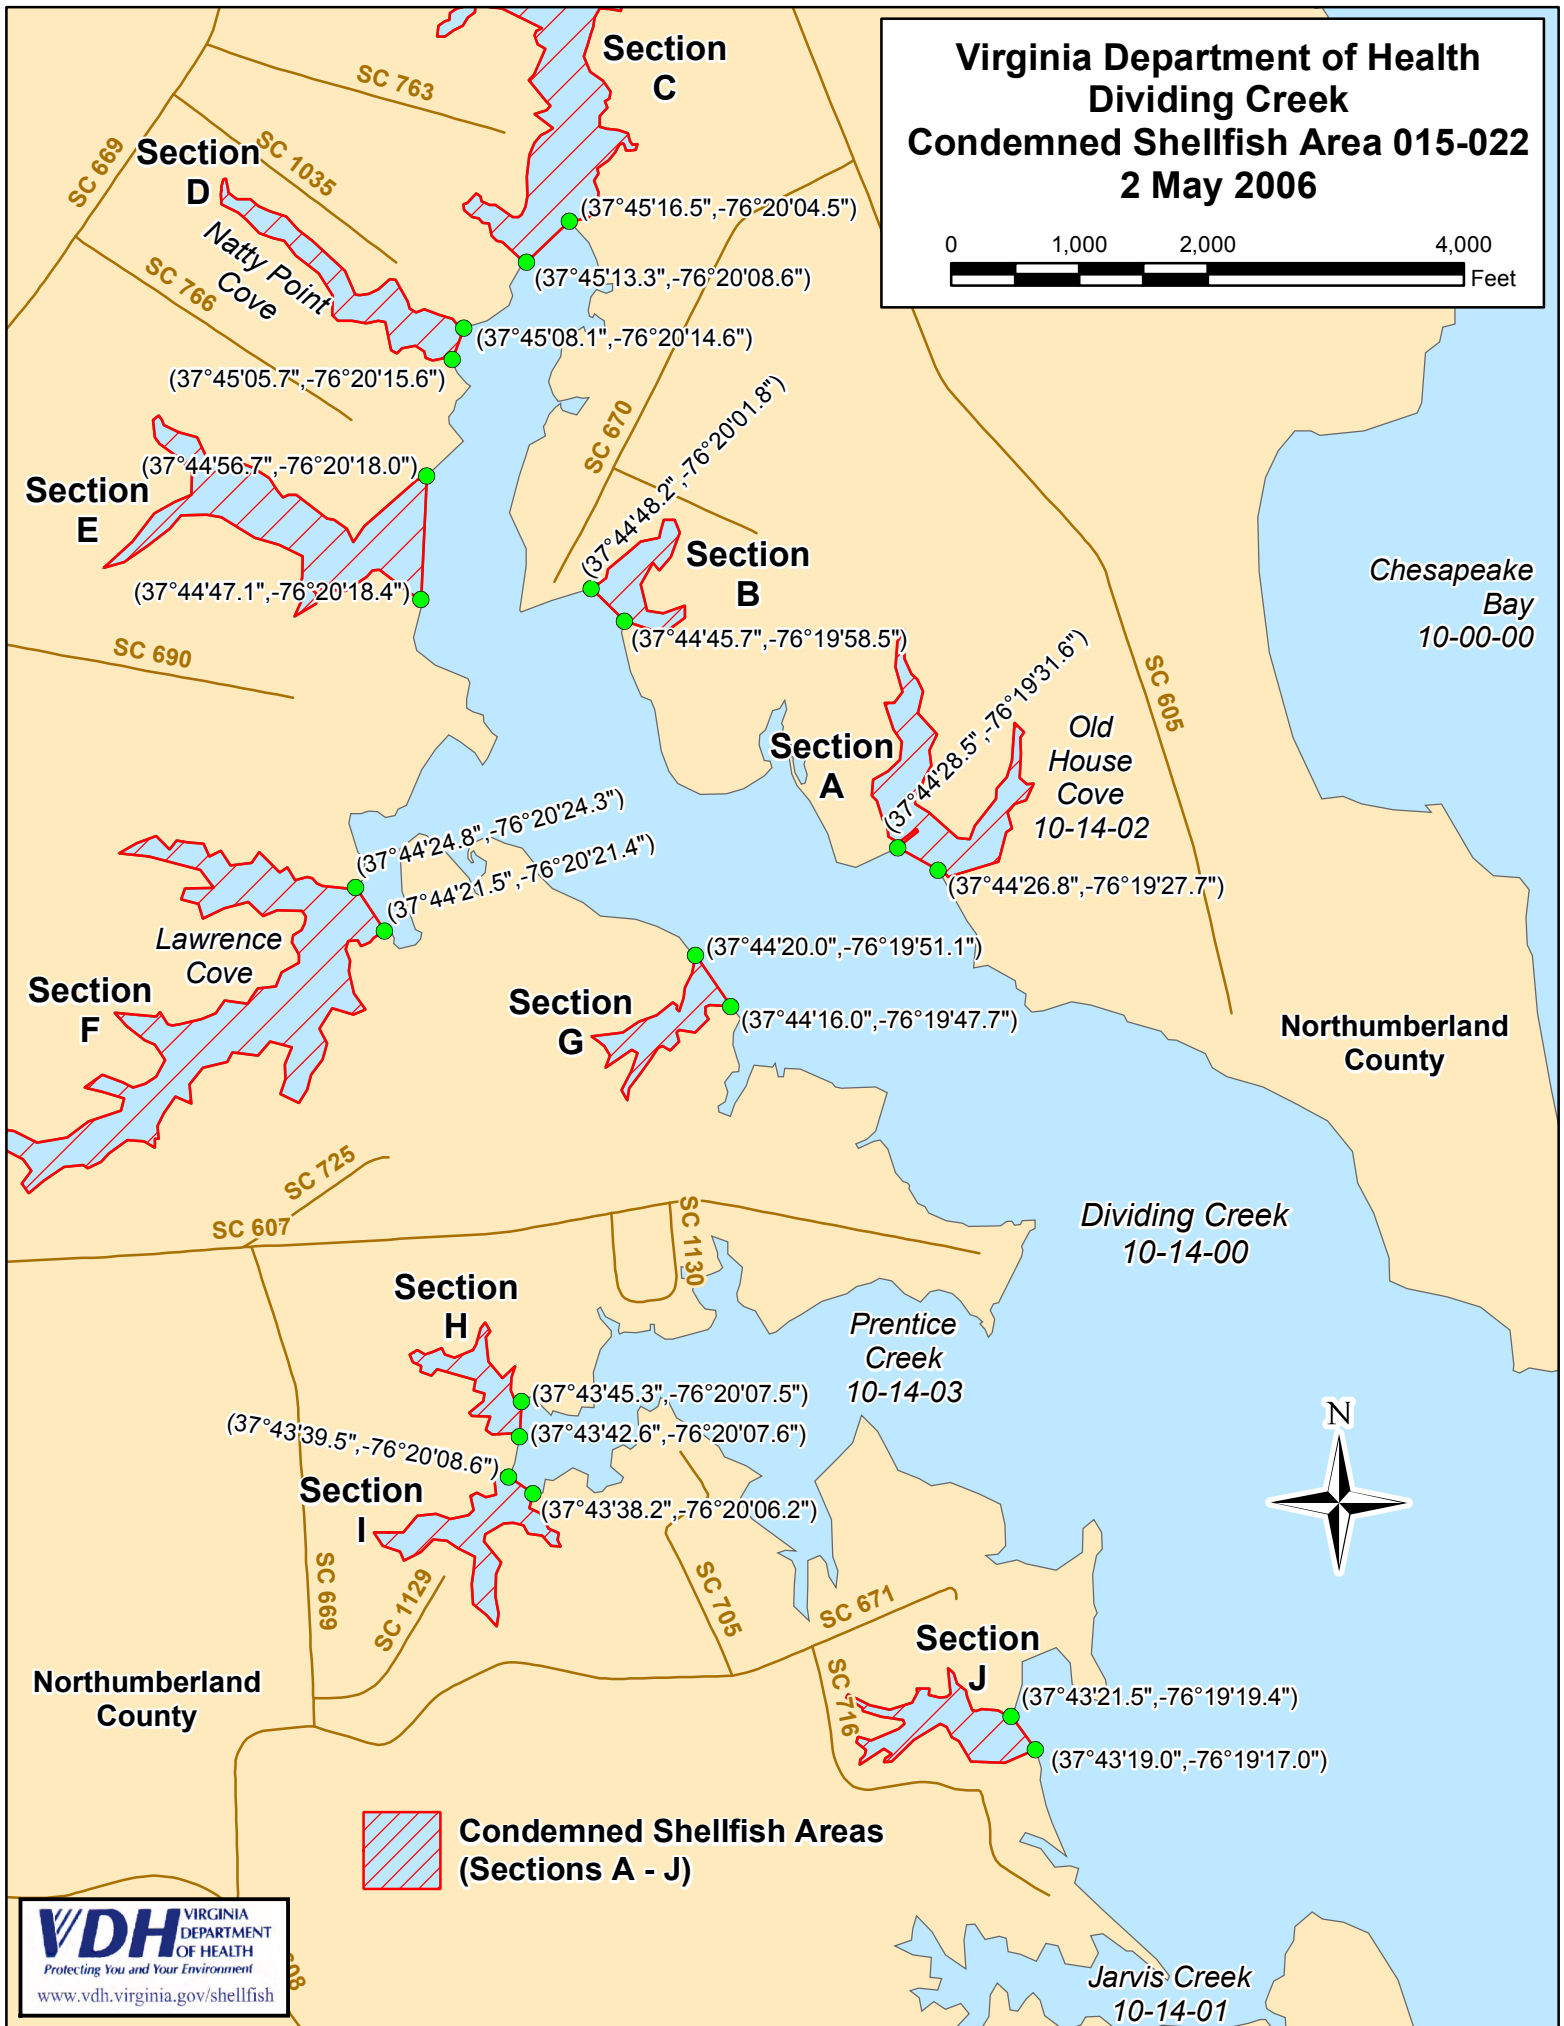 Virginia Department of Health
Dividing Creek
Condemned Shellfish Area 015-022
2 May 2006
0 1,000 2,000 4,000
Feet
Section
C
SC 763
SC 669
Section
D
SC 1035
Natty Point
Cove
SC 766
(37°45'16.5",-76°20'04.5")
(37°45'13.3",-76°20'08.6")
(37°45'08.1",-76°20'14.6")
(37°45'05.7",-76°20'15.6")
SC 670
(37°44'48.2",-76°20'01.8")
(37°44'56.7",-76°20'18.0")
Section
E
(37°44'47.1",-76°20'18.4")
Section
B
(37°44'45.7",-76°19'58.5")
Chesapeake
Bay
10-00-00
SC 690
SC 605
(37°44'28.5",-76°19'31.6")
Section
A
Old
House
Cove
10-14-02
(37°44'26.8",-76°19'27.7")
(37°44'24.8",-76°20'24.3")
(37°44'21.5",-76°20'21.4")
Lawrence
Cove
Section
F
(37°44'20.0",-76°19'51.1")
Section
G
(37°44'16.0",-76°19'47.7")
Northumberland
County
SC 725
SC 607
SC 1130
Dividing Creek
10-14-00
Section
H
Prentice
Creek
10-14-03
(37°43'45.3",-76°20'07.5")
(37°43'42.6",-76°20'07.6")
(37°43'39.5",-76°20'08.6")
N
Section
I
(37°43'38.2",-76°20'06.2")
SC 669
SC 1129
SC 705
SC 671
Section
J
SC 716
(37°43'21.5",-76°19'19.4")
(37°43'19.0",-76°19'17.0")
Northumberland
County
Condemned Shellfish Areas
(Sections A - J)
VDH VIRGINIA
DEPARTMENT
OF HEALTH
Protecting You and Your Environment
www.vdh.virginia.gov/shellfish
Jarvis Creek
10-14-01